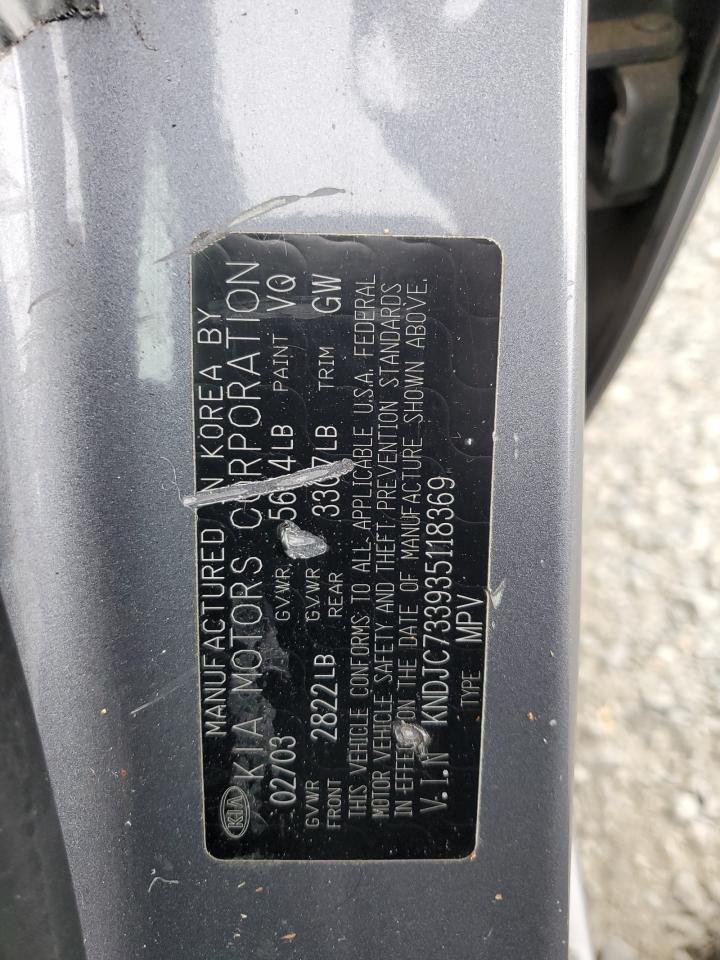 KIA
MANUFACTURED IN KOREA BY
KIA MOTORS CORPORATION
02/03 GVWR PAINT VQ
GVWR FRONT 2822LB GVWR REAR TRIM GW
THIS VEHICLE CONFORMS TO ALL APPLICABLE U.S.A. FEDERAL
MOTOR VEHICLE SAFETY AND THEFT PREVENTION STANDARDS
IN EFFECT ON THE DATE OF MANUFACTURE SHOWN ABOVE.
V.I.N KNDJC733935118369
TYPE MPV